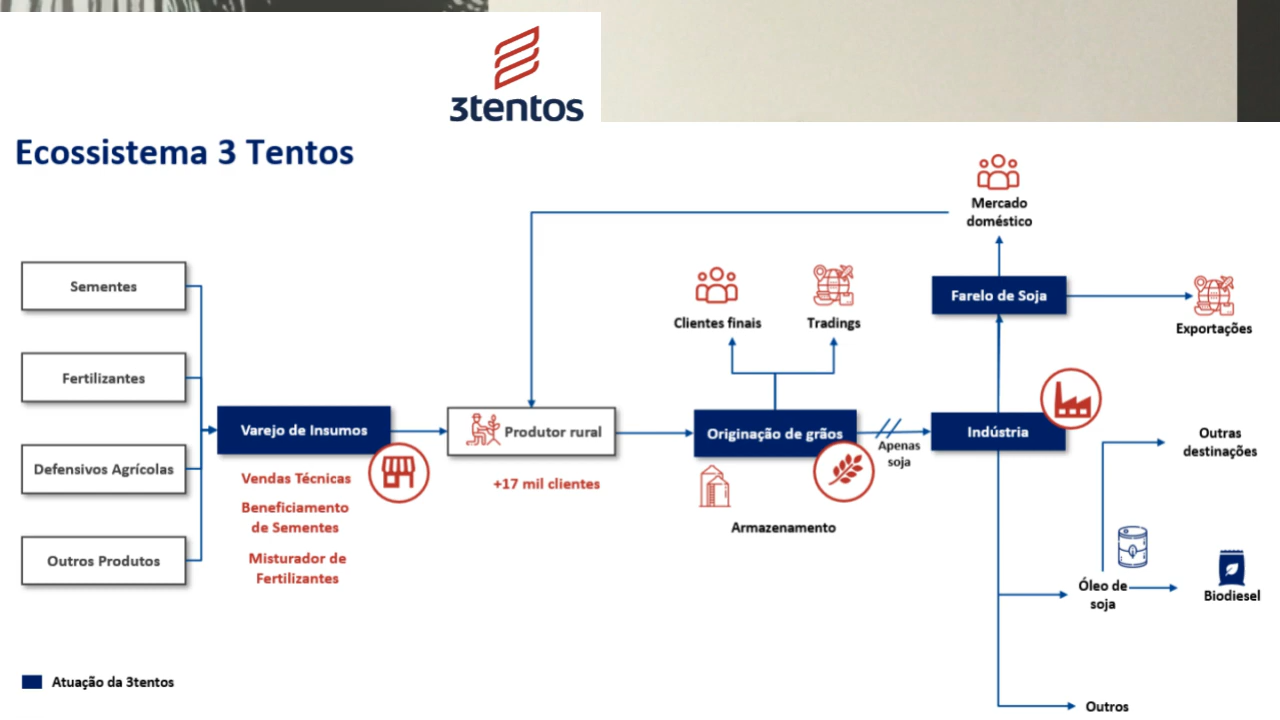 3tentos
Ecossistema 3 Tentos
Mercado
doméstico
Sementes
Clientes finais
Tradings
Farelo de Soja
Exportações
Fertilizantes
Varejo de Insumos
Produtor rural
Originação de grãos
Apenas
soja
Indústria
Outras
destinações
Defensivos Agrícolas
Vendas Técnicas
Beneficiamento
de Sementes
Misturador de
Fertilizantes
+17 mil clientes
Armazenamento
Outros Produtos
Óleo de
soja
Biodiesel
Atuação da 3tentos
Outros